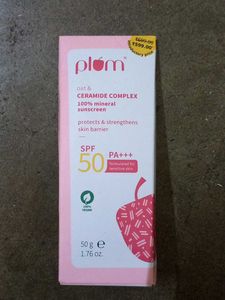 plum
oat &
CERAMIDE COMPLEX
100% mineral
sunscreen
protects & strengthens
skin barrier
SPF
50
PA+++
formulated for
sensitive skin
100%
VEGAN
50 g ℮
1.76 oz.